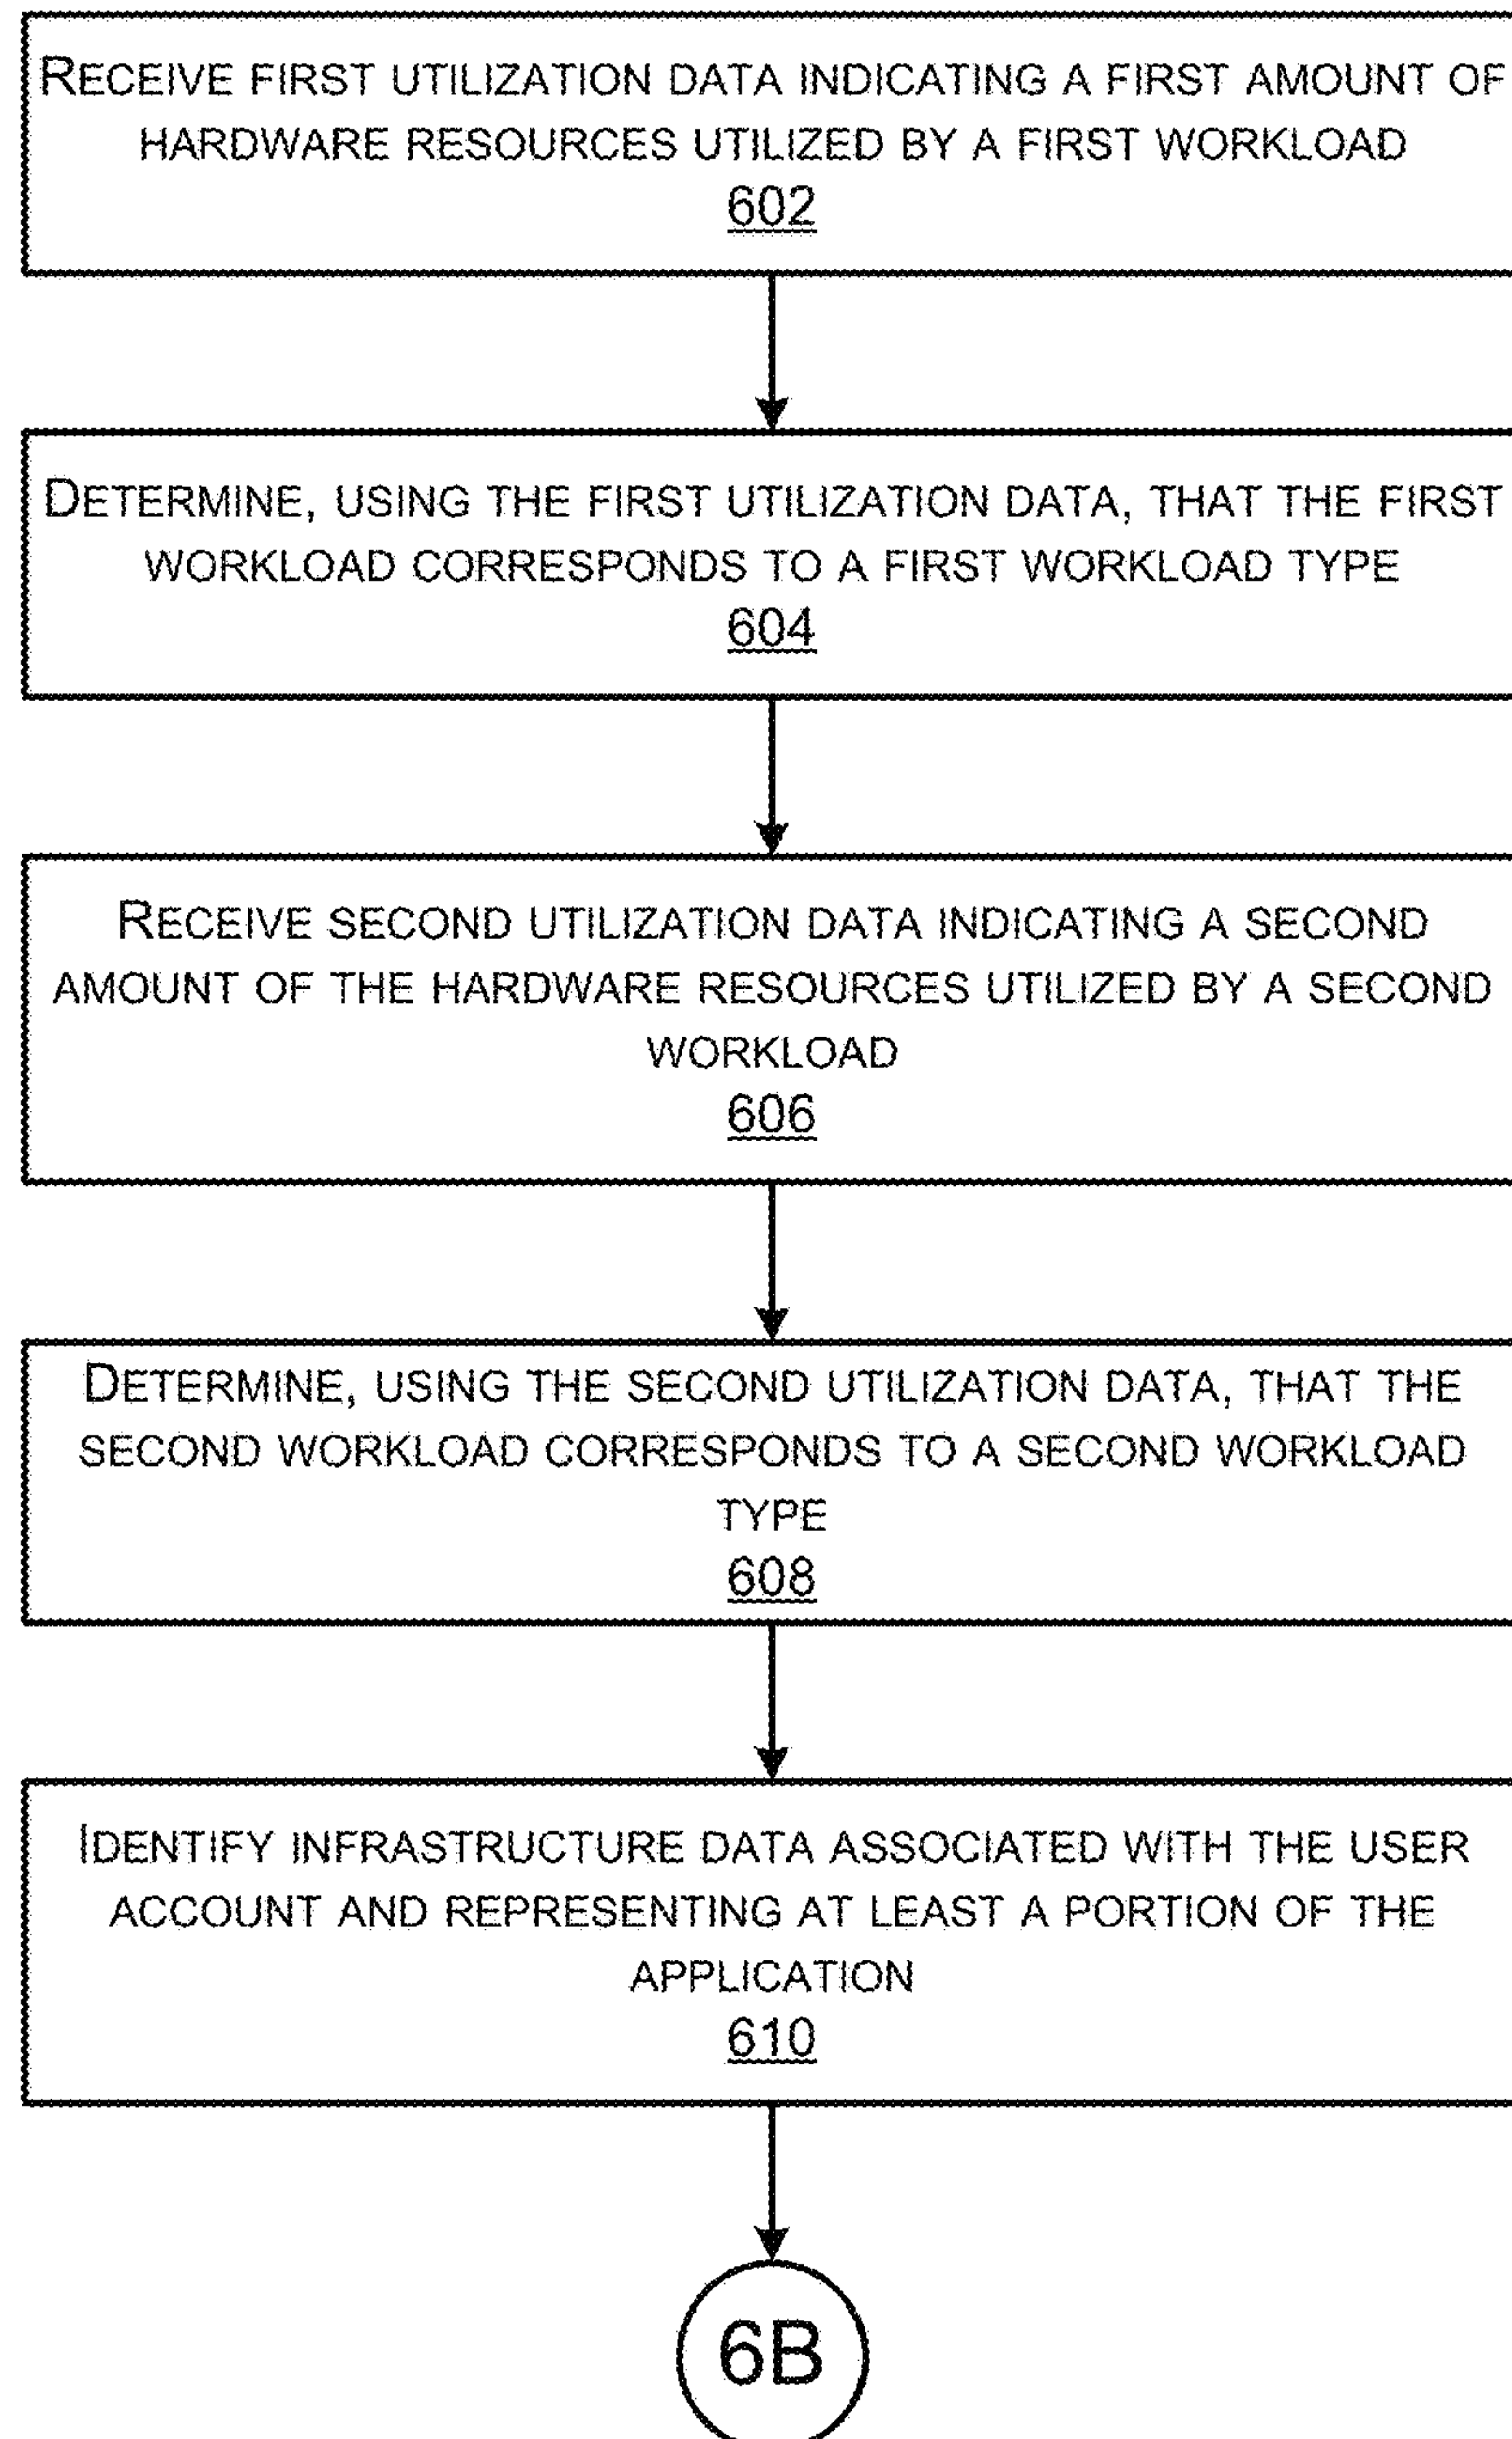 RECEIVE FIRST UTILIZATION DATA INDICATING A FIRST AMOUNT OF
HARDWARE RESOURCES UTILIZED BY A FIRST WORKLOAD
602
DETERMINE, USING THE FIRST UTILIZATION DATA, THAT THE FIRST
WORKLOAD CORRESPONDS TO A FIRST WORKLOAD TYPE
604
RECEIVE SECOND UTILIZATION DATA INDICATING A SECOND
AMOUNT OF THE HARDWARE RESOURCES UTILIZED BY A SECOND
WORKLOAD
606
DETERMINE, USING THE SECOND UTILIZATION DATA, THAT THE
SECOND WORKLOAD CORRESPONDS TO A SECOND WORKLOAD
TYPE
608
IDENTIFY INFRASTRUCTURE DATA ASSOCIATED WITH THE USER
ACCOUNT AND REPRESENTING AT LEAST A PORTION OF THE
APPLICATION
610
6B